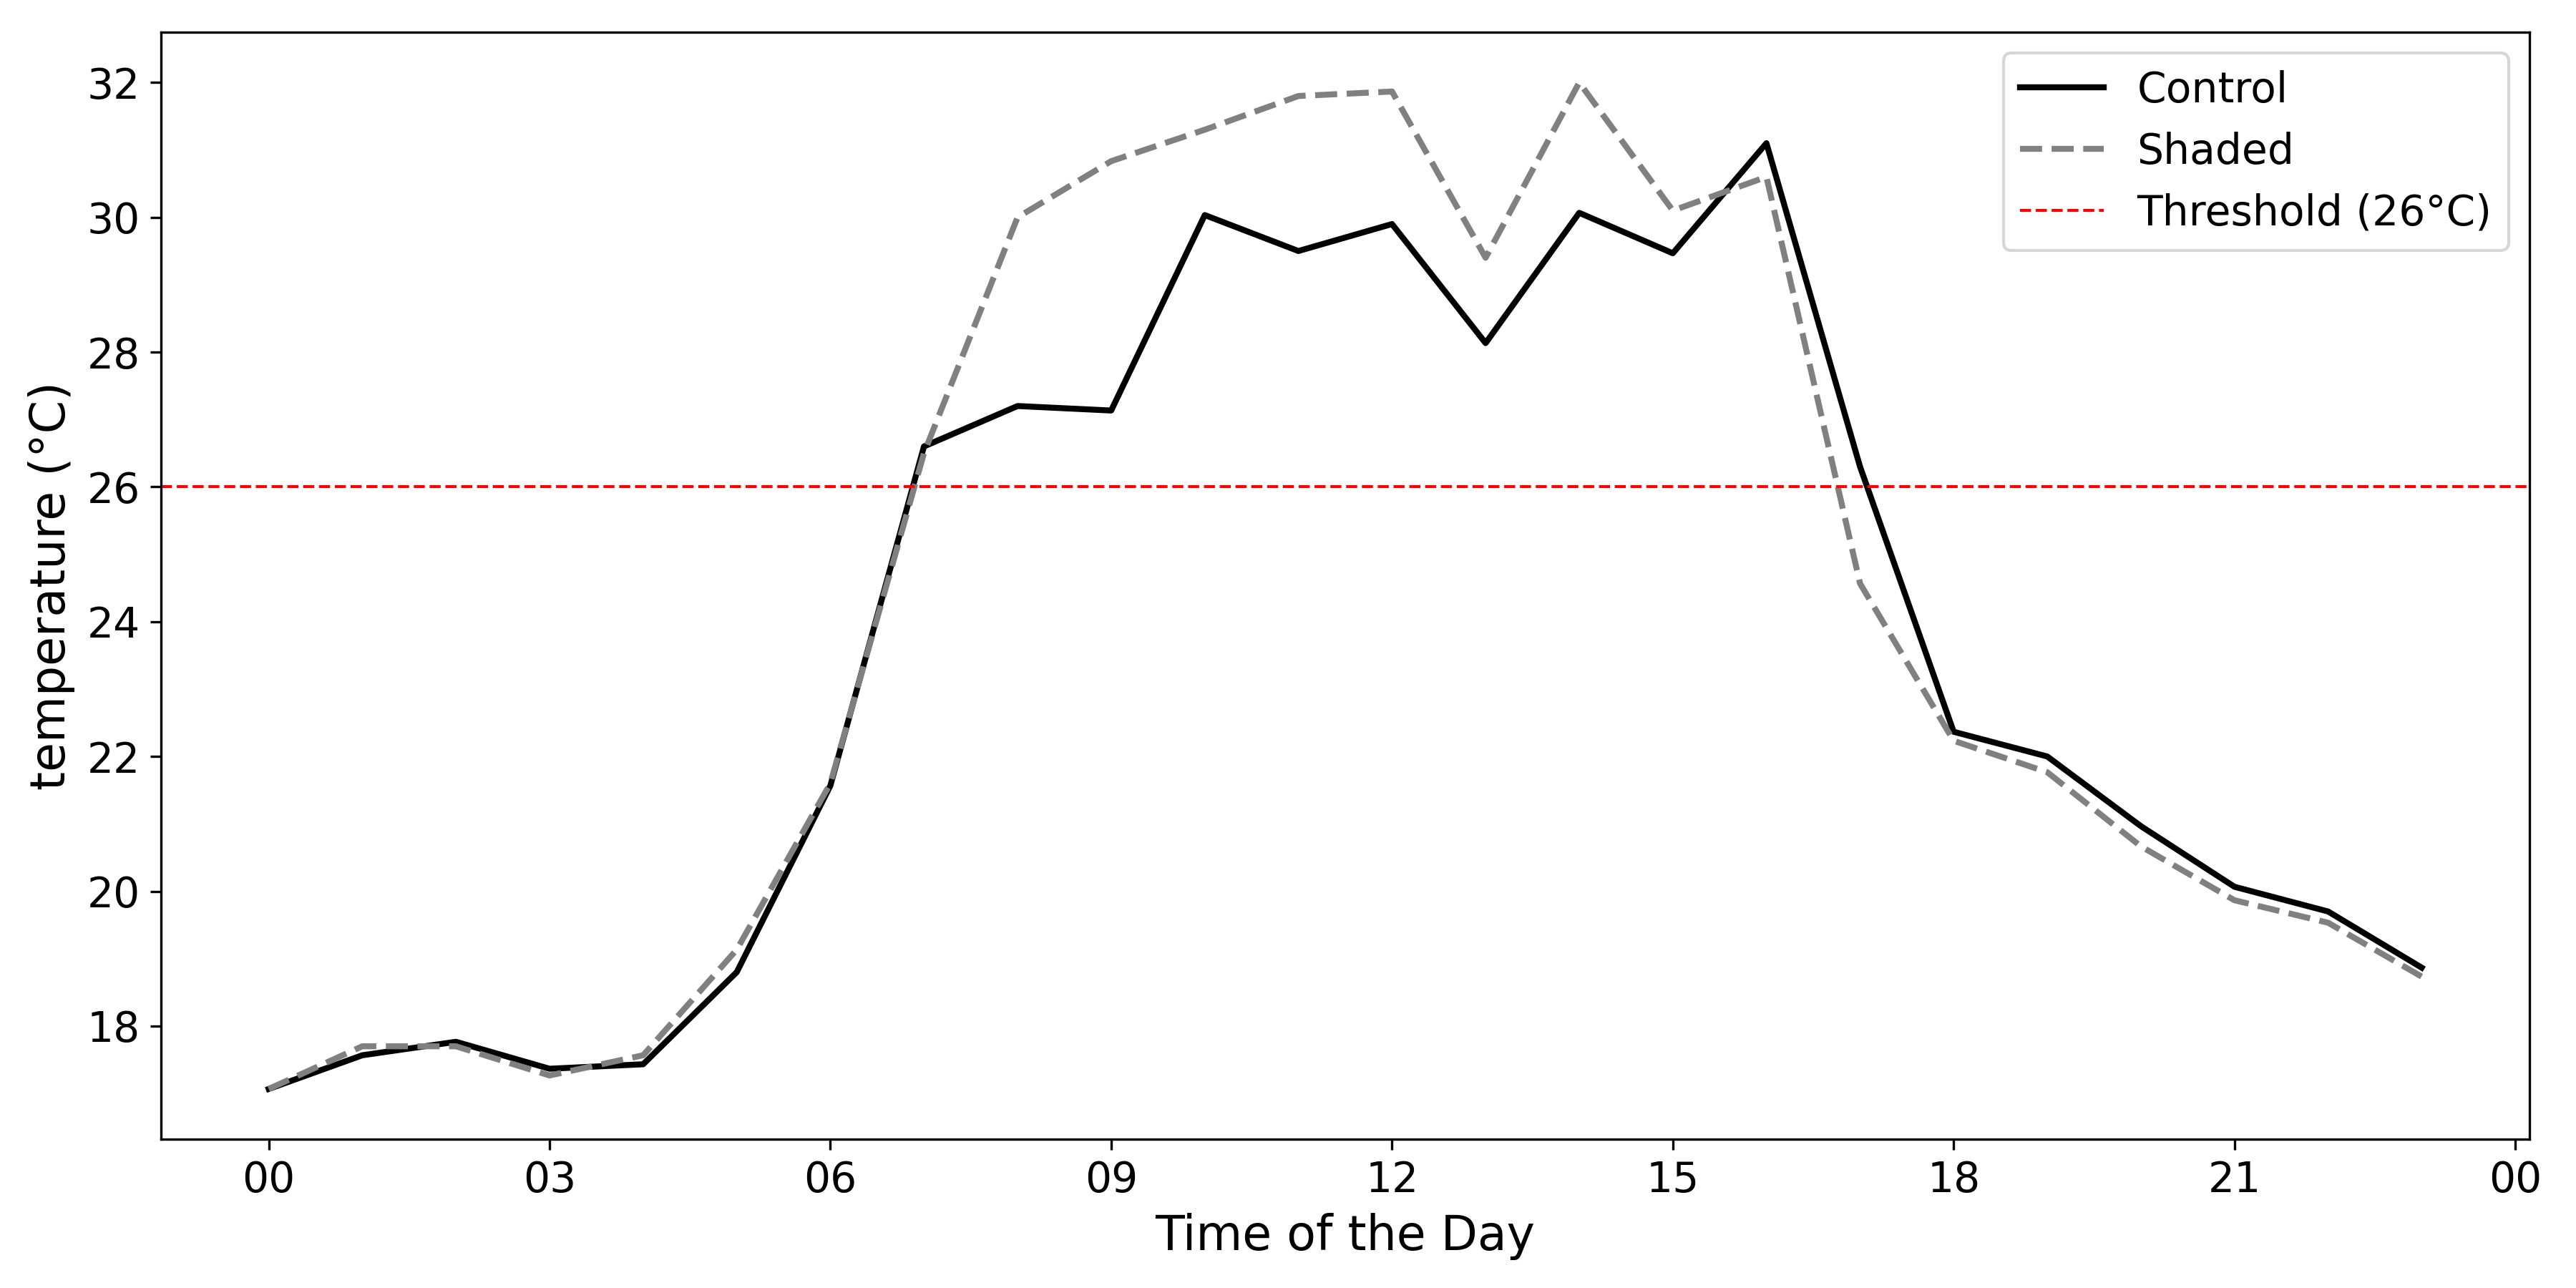 32
30
28
26
24
22
20
18
temperature (°C)
Control
Shaded
Threshold (26°C)
00 03 06 09 12 15 18 21 00
Time of the Day